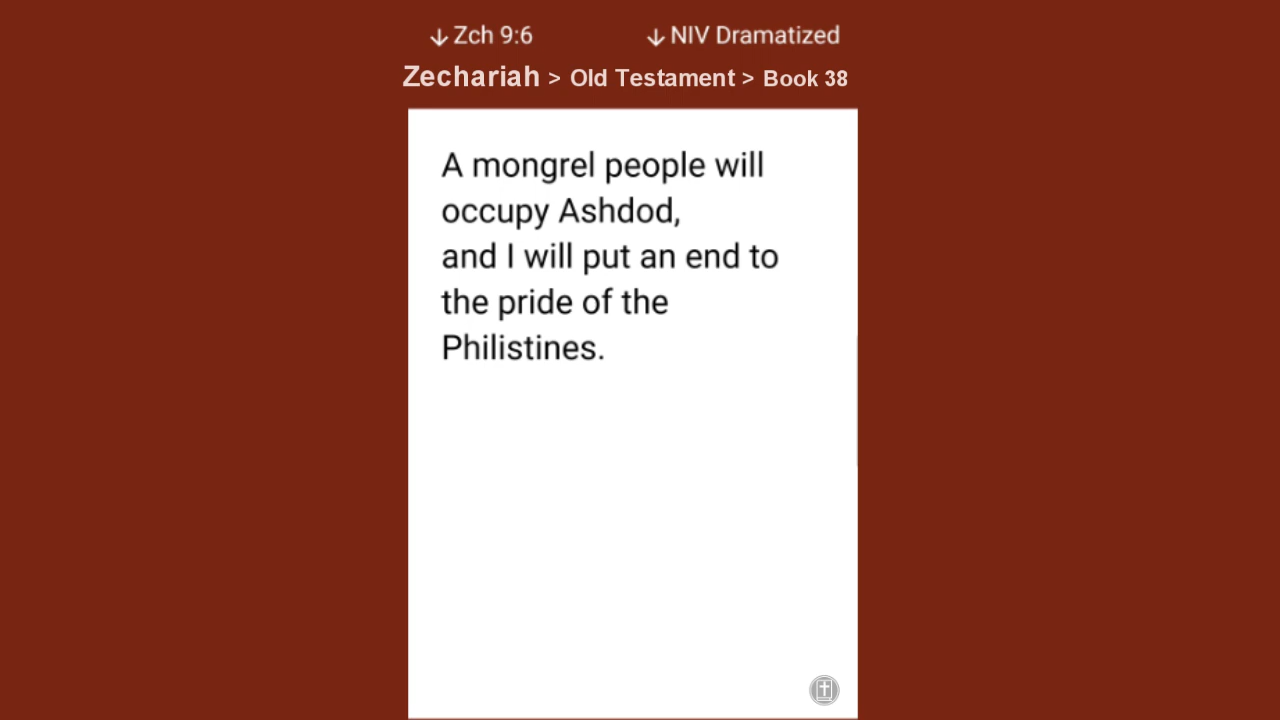 ↓ Zch 9:6 ↓ NIV Dramatized
Zechariah > Old Testament > Book 38
A mongrel people will
occupy Ashdod,
and I will put an end to
the pride of the
Philistines.